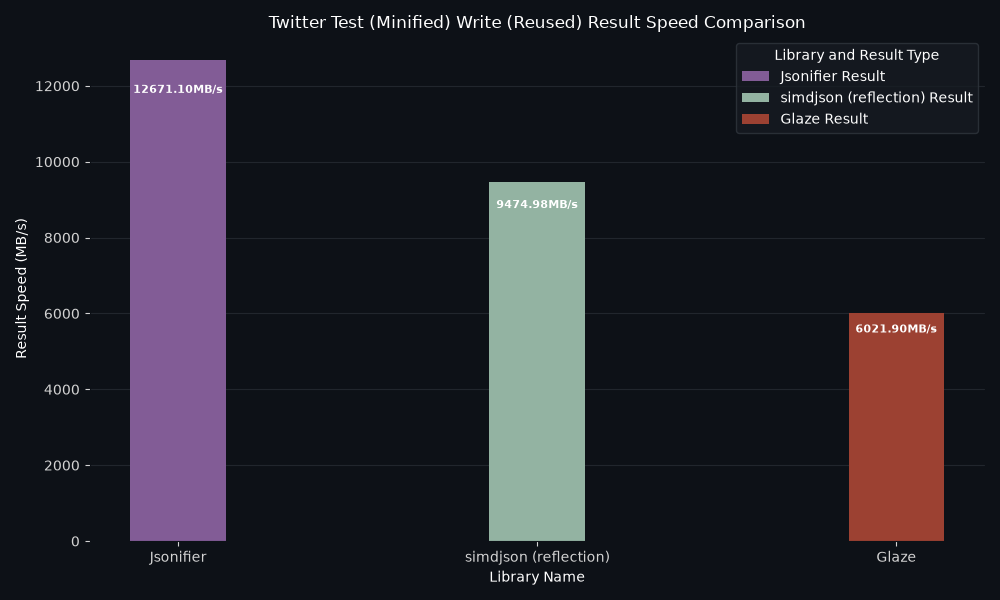 Twitter Test (Minified) Write (Reused) Result Speed Comparison
Library and Result Type
Jsonifier Result
simdjson (reflection) Result
Glaze Result
12000
10000
8000
6000
4000
2000
0
Result Speed (MB/s)
12671.10MB/s
9474.98MB/s
6021.90MB/s
Jsonifier
simdjson (reflection)
Glaze
Library Name